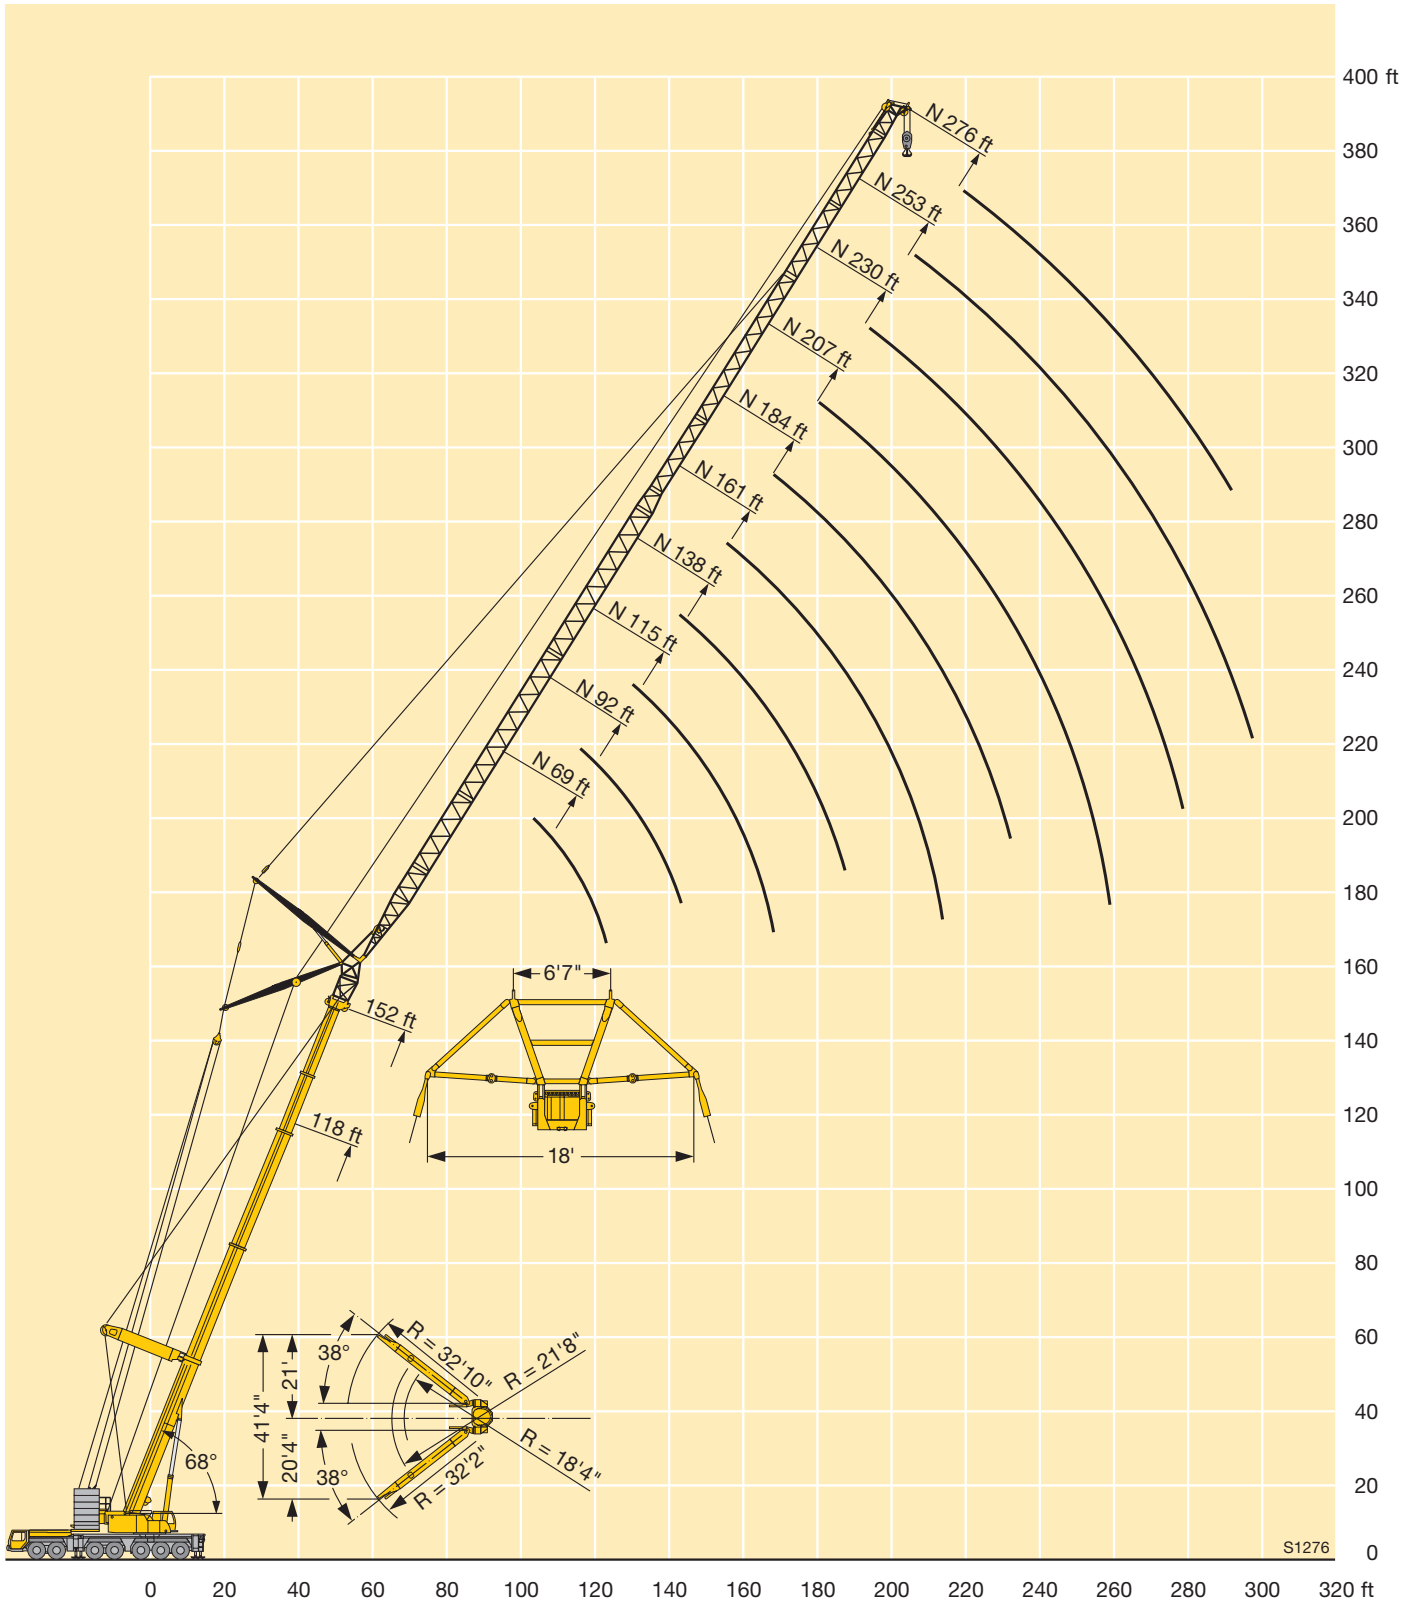 400 ft
380
360
340
320
300
280
260
240
220
200
180
160
140
120
100
80
60
40
20
0
N 276 ft
N 253 ft
N 230 ft
N 207 ft
N 184 ft
N 161 ft
N 138 ft
N 115 ft
N 92 ft
N 69 ft
152 ft
118 ft
6'7"
18'
68°
41'4"
21'
20'4"
38°
38°
R = 32'10"
R = 21'8"
R = 18'4"
R = 32'2"
S1276
0 20 40 60 80 100 120 140 160 180 200 220 240 260 280 300 320 ft